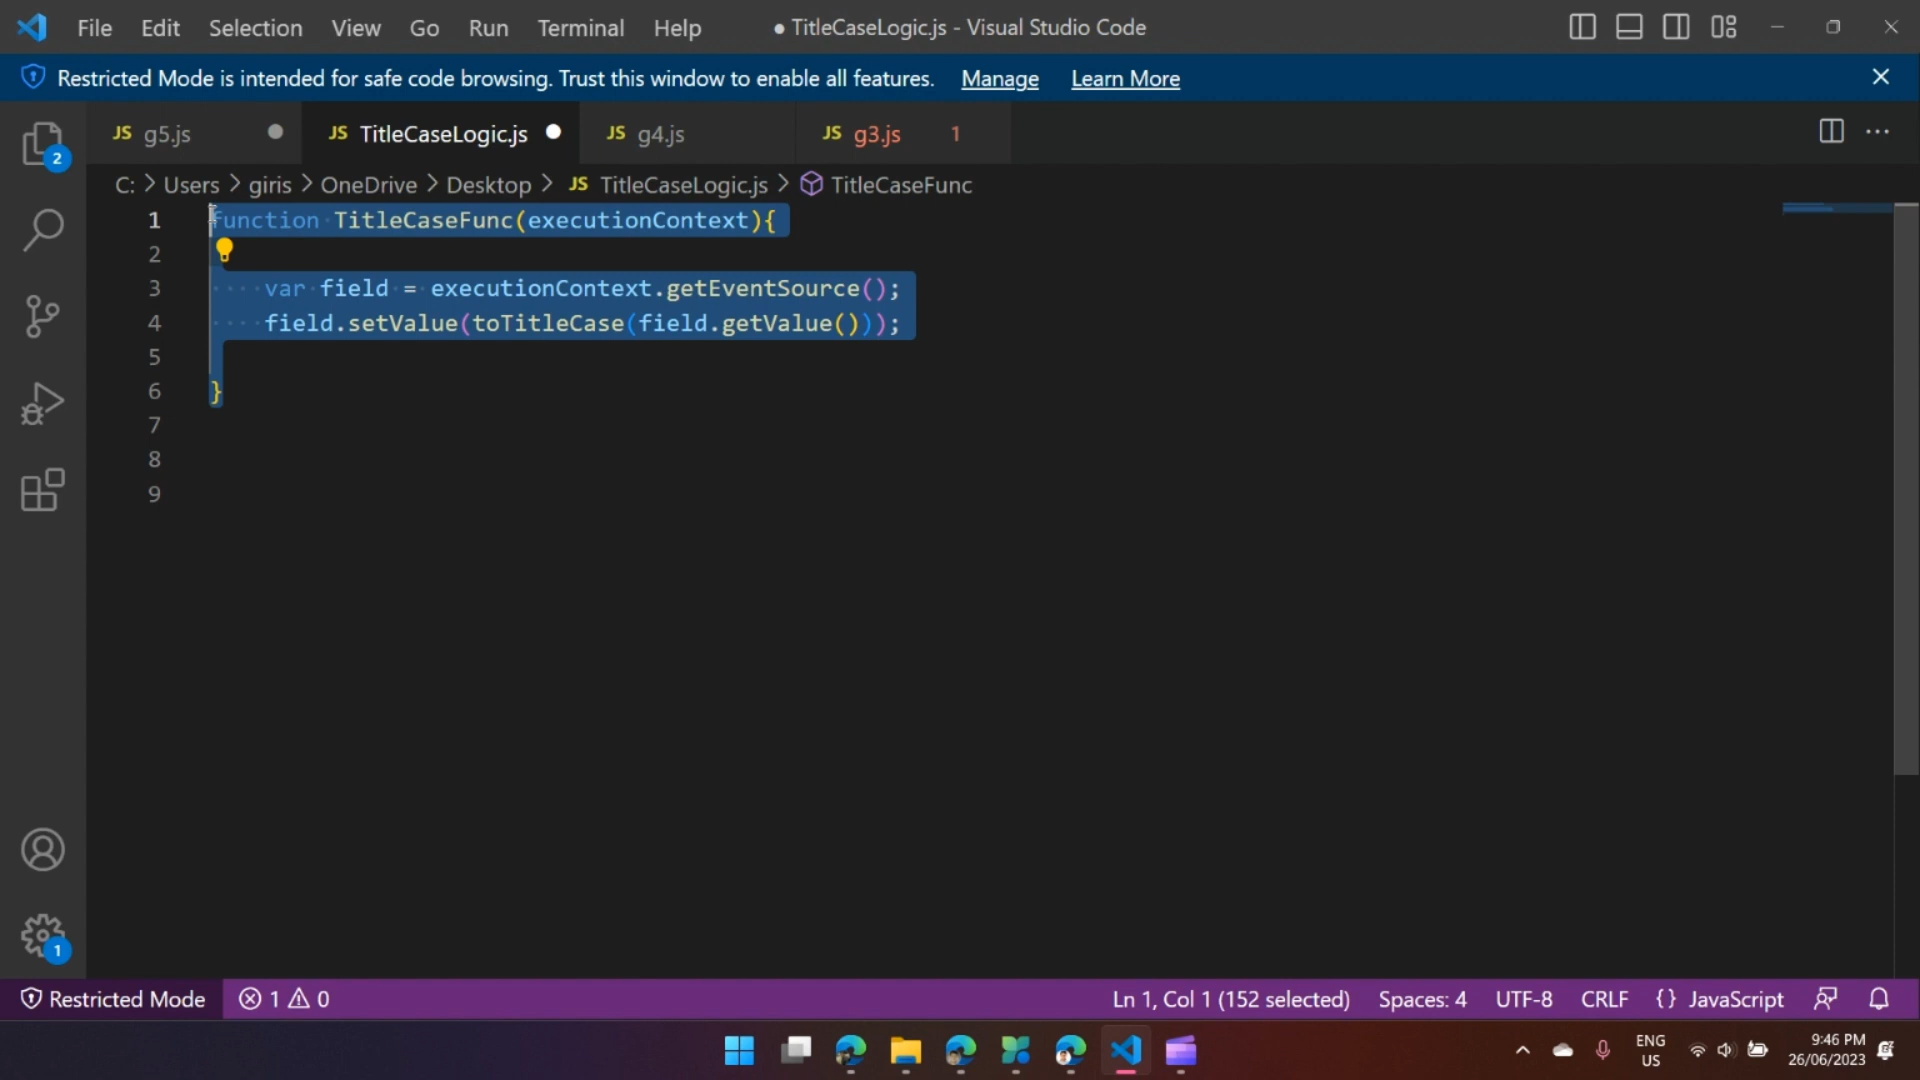 File Edit Selection View Go Run Terminal Help ● TitleCaseLogic.js - Visual Studio Code
Restricted Mode is intended for safe code browsing. Trust this window to enable all features. Manage Learn More
JS g5.js JS TitleCaseLogic.js JS g4.js JS g3.js 1
2
C: > Users > giris > OneDrive > Desktop > JS TitleCaseLogic.js > TitleCaseFunc
1 function TitleCaseFunc(executionContext){
2
3 var field = executionContext.getEventSource();
4 field.setValue(toTitleCase(field.getValue()));
5
6 }
7
8
9
1
Restricted Mode 1 0 Ln 1, Col 1 (152 selected) Spaces: 4 UTF-8 CRLF {} JavaScript
ENG US 9:46 PM
26/06/2023